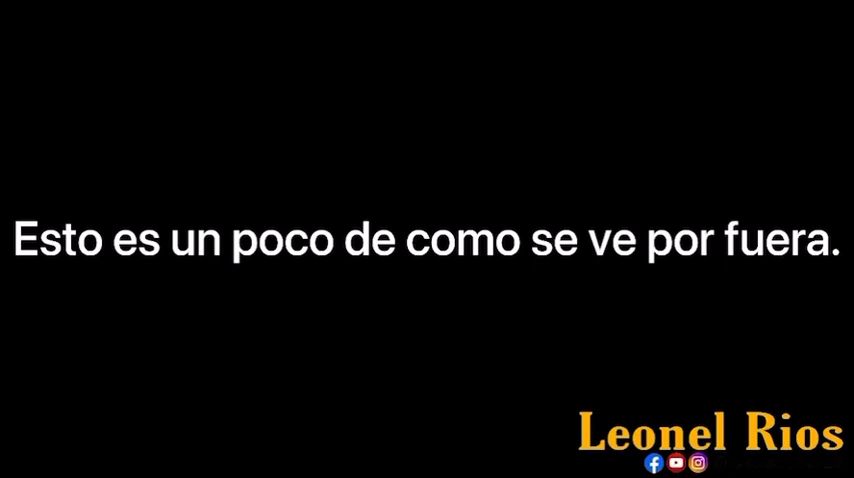 Esto es un poco de como se ve por fuera.
Leonel Rios